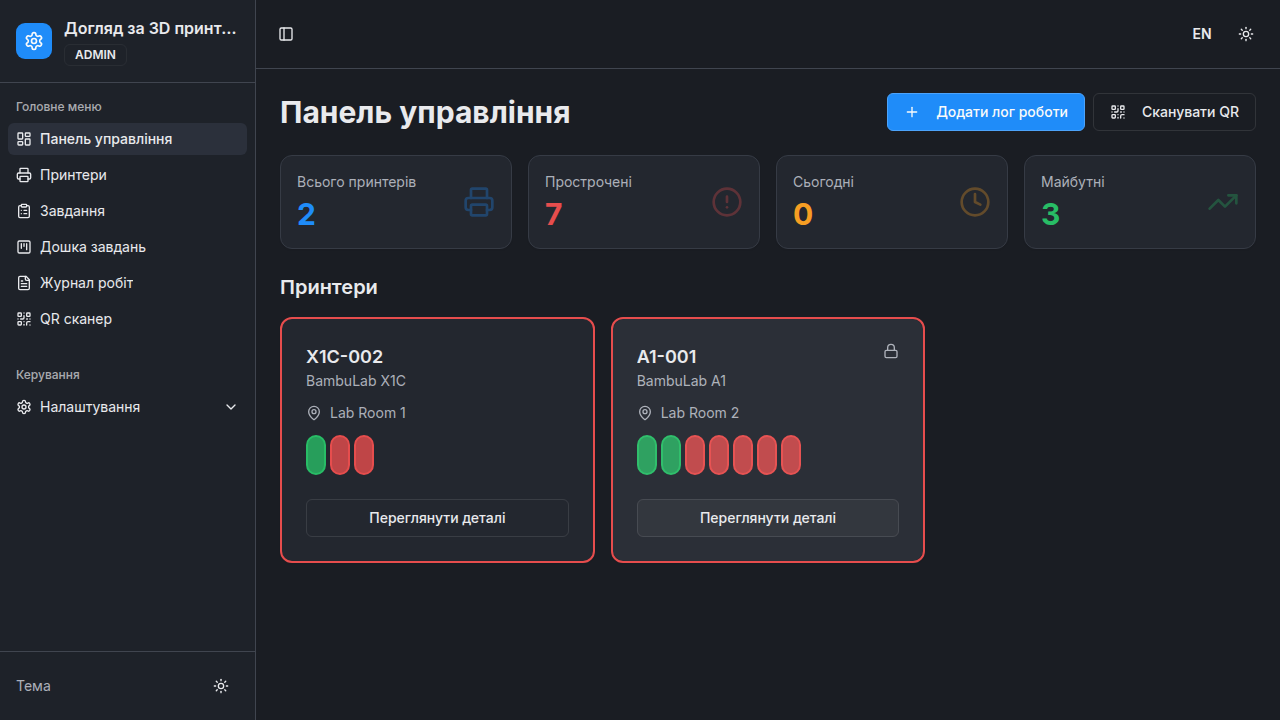 Догляд за 3D принт...
ADMIN
Головне меню
Панель управління
Принтери
Завдання
Дошка завдань
Журнал робіт
QR сканер
Керування
Налаштування
Тема
EN
Панель управління
Додати лог роботи
Сканувати QR
Всього принтерів
2
Прострочені
7
Сьогодні
0
Майбутні
3
Принтери
X1C-002
BambuLab X1C
Lab Room 1
Переглянути деталі
A1-001
BambuLab A1
Lab Room 2
Переглянути деталі